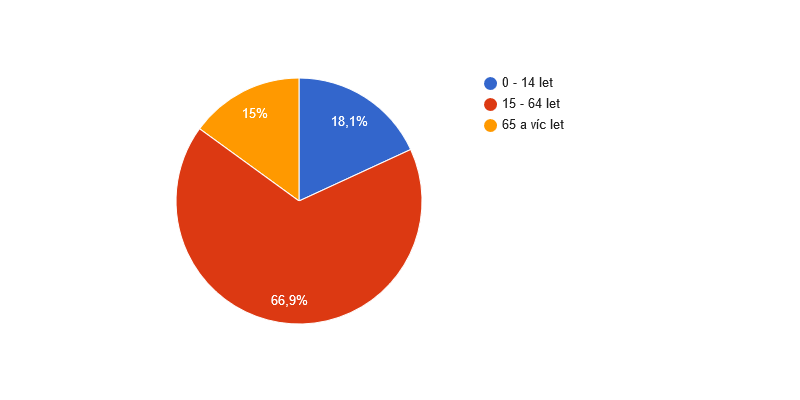 0 - 14 let
15 - 64 let
65 a víc let
15%
18,1%
66,9%